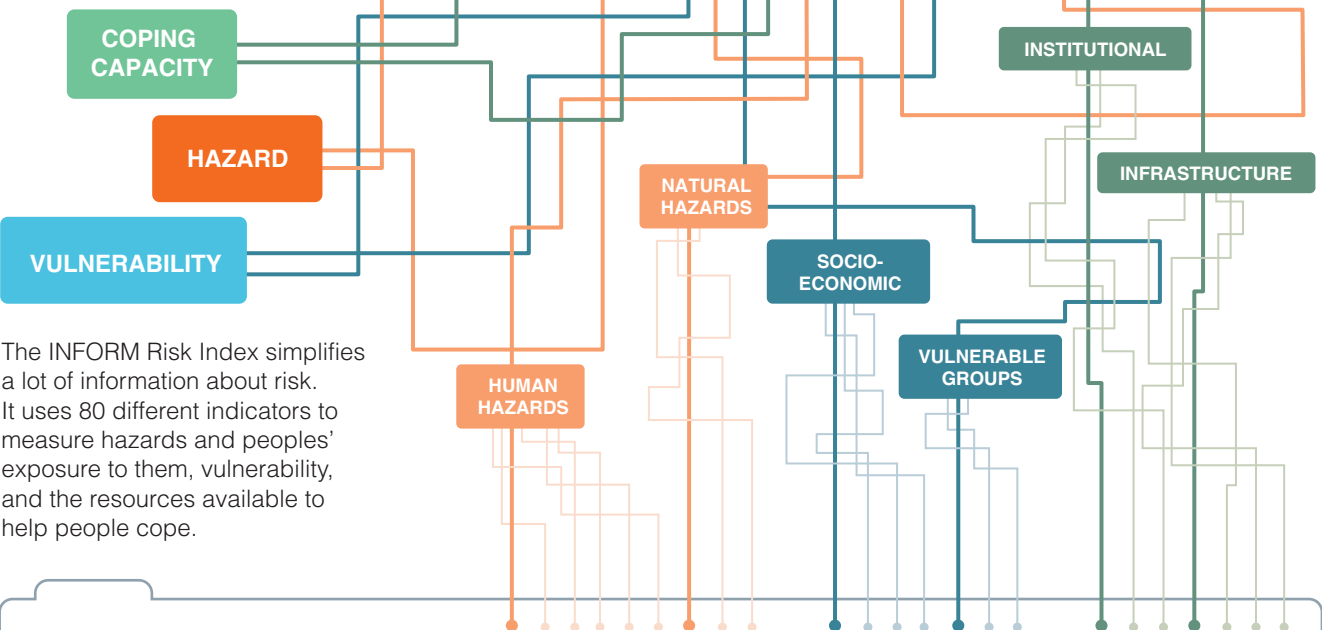 COPING
CAPACITY
INSTITUTIONAL
HAZARD
INFRASTRUCTURE
NATURAL
HAZARDS
VULNERABILITY
SOCIO-
ECONOMIC
VULNERABLE
GROUPS
HUMAN
HAZARDS
The INFORM Risk Index simplifies
a lot of information about risk.
It uses 80 different indicators to
measure hazards and peoples’
exposure to them, vulnerability,
and the resources available to
help people cope.